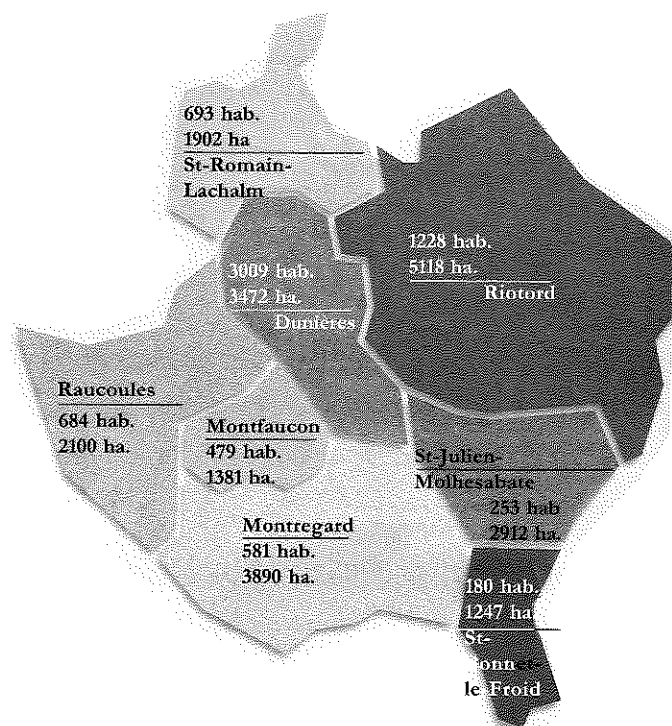 693 hab.
1902 ha
St-Romain-
Lachalm
1228 hab.
5118 ha.
Riotord
3009 hab.
3472 ha.
Dunières
Raucoules
684 hab.
2100 ha.
Montfaucon
479 hab.
1381 ha.
St-Julien-
Molhesabate
253 hab
2912 ha.
Montregard
581 hab.
3890 ha.
180 hab.
1247 ha
St-
onnet-
le Froid